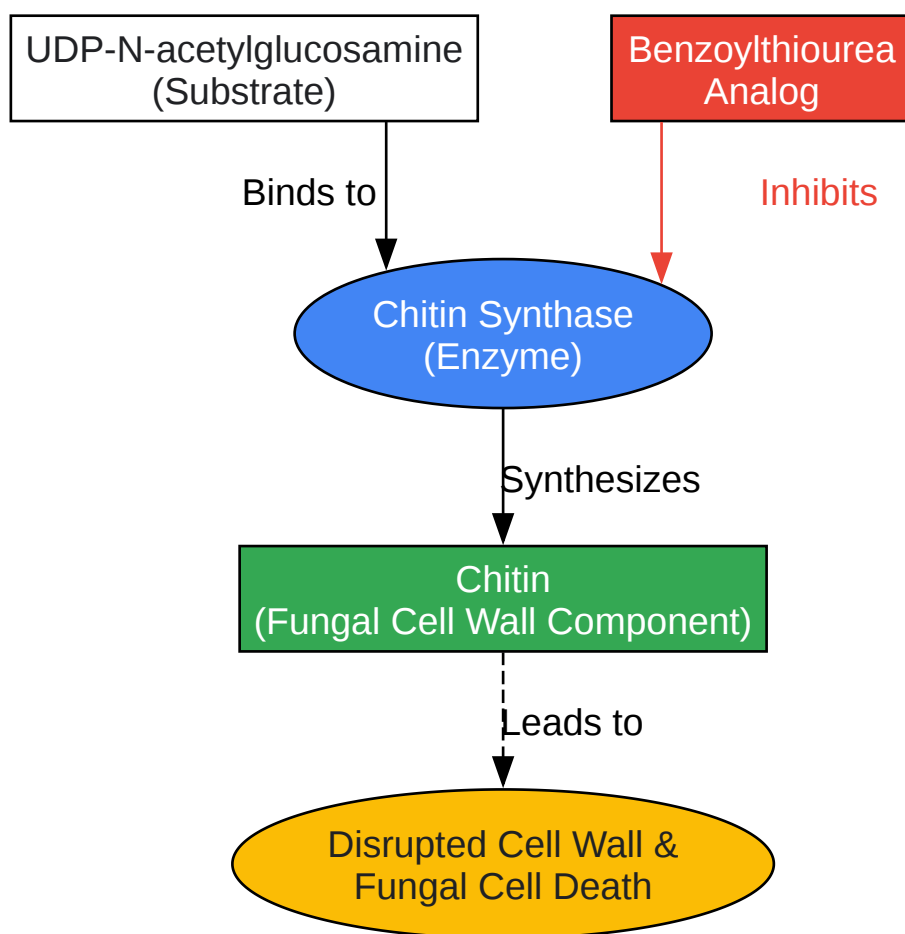 UDP-N-acetylglucosamine
(Substrate)
Benzoylthiourea
Analog
Binds to
Inhibits
Chitin Synthase
(Enzyme)
Synthesizes
Chitin
(Fungal Cell Wall Component)
Leads to
Disrupted Cell Wall &
Fungal Cell Death